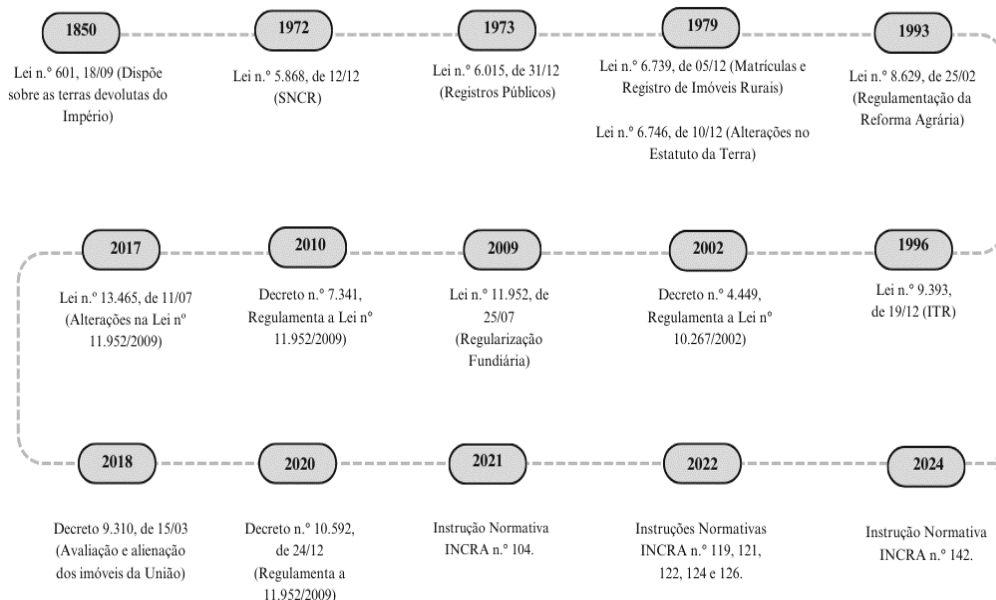 1850
Lei n.º 601, 18/09 (Dispõe
sobre as terras devolutas do
Império)
1972
Lei n.º 5.868, de 12/12
(SNCR)
1973
Lei n.º 6.015, de 31/12
(Registros Públicos)
1979
Lei n.º 6.739, de 05/12 (Matrículas e
Registro de Imóveis Rurais)
Lei n.º 6.746, de 10/12 (Alterações no
Estatuto da Terra)
1993
Lei n.º 8.629, de 25/02
(Regulamentação da
Reforma Agrária)
1996
Lei n.º 9.393,
de 19/12 (ITR)
2002
Decreto n.º 4.449,
Regulamenta a Lei nº
10.267/2002)
2009
Lei n.º 11.952, de
25/07
(Regularização
Fundiária)
2010
Decreto n.º 7.341,
Regulamenta a Lei nº
11.952/2009)
2017
Lei n.º 13.465, de 11/07
(Alterações na Lei nº
11.952/2009)
2018
Decreto 9.310, de 15/03
(Avaliação e alienação
dos imóveis da União)
2020
Decreto n.º 10.592,
de 24/12
(Regulamenta a
11.952/2009)
2021
Instrução Normativa
INCRA n.º 104.
2022
Instruções Normativas
INCRA n.º 119, 121,
122, 124 e 126.
2024
Instrução Normativa
INCRA n.º 142.